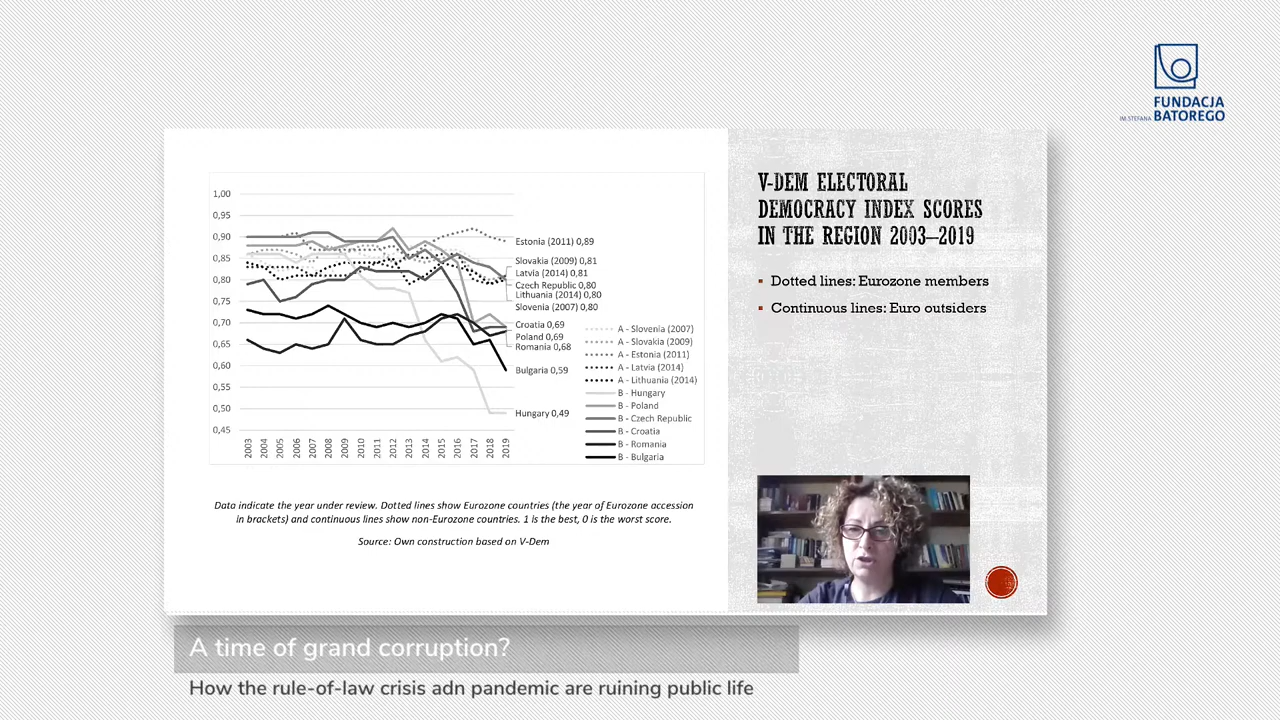 FUNDACJA
IM. STEFANA BATOREGO
V-DEM ELECTORAL
DEMOCRACY INDEX SCORES
IN THE REGION 2003–2019
▪ Dotted lines: Eurozone members
▪ Continuous lines: Euro outsiders
1,00
0,95
0,90
0,85
0,80
0,75
0,70
0,65
0,60
0,55
0,50
0,45
2003
2004
2005
2006
2007
2008
2009
2010
2011
2012
2013
2014
2015
2016
2017
2018
2019
Estonia (2011) 0,89
Slovakia (2009) 0,81
Latvia (2014) 0,81
Czech Republic 0,80
Lithuania (2014) 0,80
Slovenia (2007) 0,80
Croatia 0,69
Poland 0,69
Romania 0,68
Bulgaria 0,59
Hungary 0,49
A - Slovenia (2007)
A - Slovakia (2009)
A - Estonia (2011)
A - Latvia (2014)
A - Lithuania (2014)
B - Hungary
B - Poland
B - Czech Republic
B - Croatia
B - Romania
B - Bulgaria
Data indicate the year under review. Dotted lines show Eurozone countries (the year of Eurozone accession
in brackets) and continuous lines show non-Eurozone countries. 1 is the best, 0 is the worst score.
Source: Own construction based on V-Dem
A time of grand corruption?
How the rule-of-law crisis adn pandemic are ruining public life